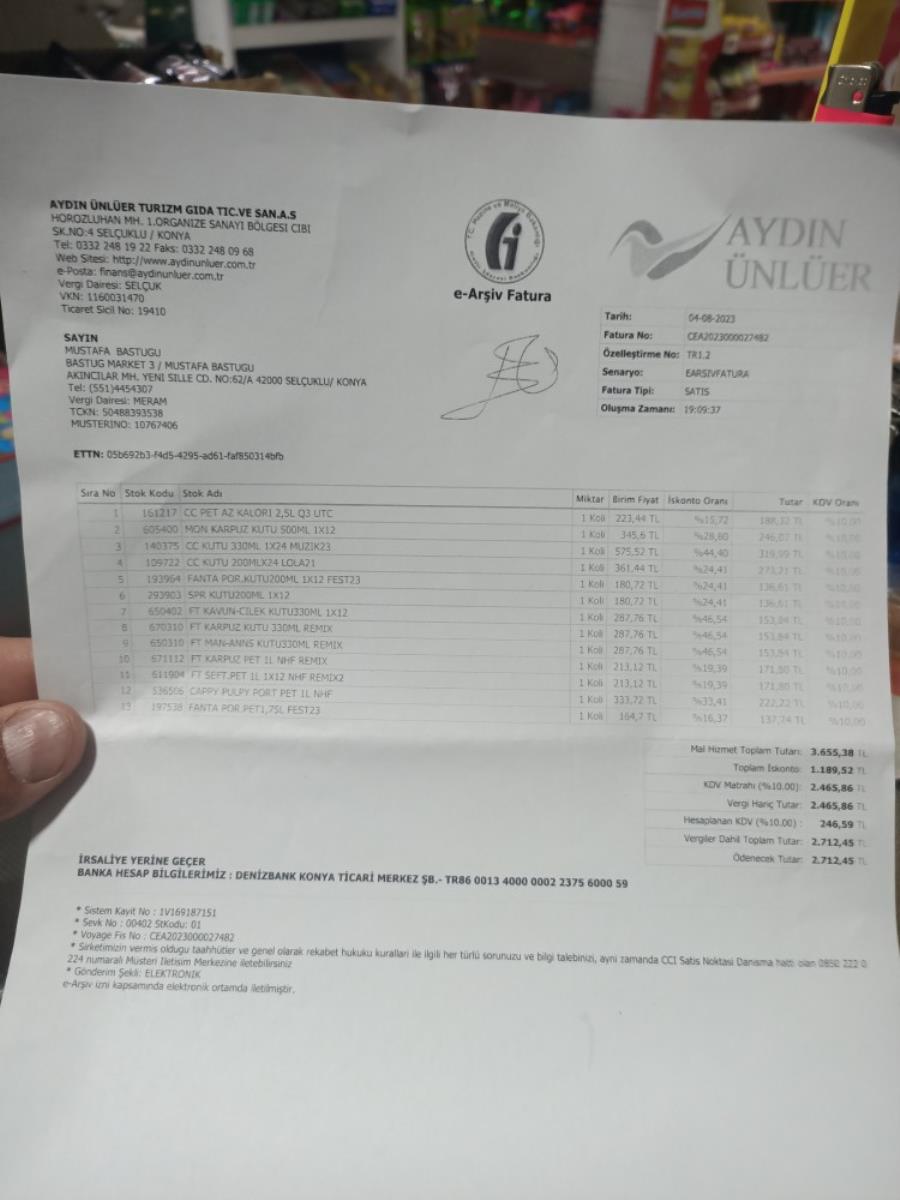 AYDIN ÜNLÜER TURIZM GIDA TIC.VE SAN.A.S
HOROZLUHAN MH. 1.ORGANIZE SANAYI BÖLGESI CIBI
SK.NO:4 SELÇUKLU / KONYA
Tel: 0332 248 19 22 Faks: 0332 248 09 68
Web Sitesi: http://www.aydinunluer.com.tr
e-Posta: finans@aydinunluer.com.tr
Vergi Dairesi: SELÇUK
VKN: 1160031470
Ticaret Sicil No: 19410
e-Arşiv Fatura
AYDIN
ÜNLÜER
Tarih: 04-08-2023
Fatura No: CEA2023000027482
Özelleştirme No: TR1.2
Senaryo: EARSIVFATURA
Fatura Tipi: SATIS
Oluşma Zamanı: 19:09:37
SAYIN
MUSTAFA BASTUGU
BASTUG MARKET 3 / MUSTAFA BASTUGU
AKINCILAR MH. YENI SILLE CD. NO:62/A 42000 SELÇUKLU/ KONYA
Tel: (551)4454307
Vergi Dairesi: MERAM
TCKN: 50488393538
MUSTERINO: 10767406
ETTN: 05b692b3-f4d5-4295-ad61-faf850314bfb
Sıra No Stok Kodu Stok Adı Miktar Birim Fiyat İskonto Oranı Tutar KDV Oranı
1 161217 CC PET AZ KALORI 2,5L Q3 UTC 1 Koli 223,44 TL %15,72 188,32 TL %10,00
2 605400 MON KARPUZ KUTU 500ML 1X12 1 Koli 345,6 TL %28,80 246,07 TL %10,00
3 140375 CC KUTU 330ML 1X24 MUZIK23 1 Koli 575,52 TL %44,40 319,99 TL %10,00
4 109722 CC KUTU 200MLX24 LOLA21 1 Koli 361,44 TL %24,41 273,21 TL %10,00
5 193964 FANTA POR.KUTU200ML 1X12 FEST23 1 Koli 180,72 TL %24,41 136,61 TL %10,00
6 293903 SPR KUTU200ML 1X12 1 Koli 180,72 TL %24,41 136,61 TL %10,00
7 650402 FT KAVUN-CILEK KUTU330ML 1X12 1 Koli 287,76 TL %46,54 153,84 TL %10,00
8 670310 FT KARPUZ KUTU 330ML REMIX 1 Koli 287,76 TL %46,54 153,84 TL %10,00
9 650310 FT MAN-ANNS KUTU330ML REMIX 1 Koli 287,76 TL %46,54 153,84 TL %10,00
10 671112 FT KARPUZ PET 1L NHF REMIX 1 Koli 213,12 TL %19,39 171,80 TL %10,00
11 611904 FT SEFT.PET 1L 1X12 NHF REMIX2 1 Koli 213,12 TL %19,39 171,80 TL %10,00
12 536506 CAPPY PULPY PORT PET 1L NHF 1 Koli 333,72 TL %33,41 222,22 TL %10,00
13 197538 FANTA POR.PET1,75L FEST23 1 Koli 164,7 TL %16,37 137,74 TL %10,00
Mal Hizmet Toplam Tutarı: 3.655,38 TL
Toplam İskonto: 1.189,52 TL
KDV Matrahı (%10.00): 2.465,86 TL
Vergi Hariç Tutar: 2.465,86 TL
Hesaplanan KDV (%10.00) : 246,59 TL
Vergiler Dahil Toplam Tutar: 2.712,45 TL
Ödenecek Tutar: 2.712,45 TL
İRSALİYE YERİNE GEÇER
BANKA HESAP BİLGİLERİMİZ : DENİZBANK KONYA TİCARİ MERKEZ ŞB.- TR86 0013 4000 0002 2375 6000 59
* Sistem Kayit No : 1V169187151
* Sevk No : 00402 StKodu: 01
* Voyage Fis No : CEA2023000027482
* Sirketimizin vermis oldugu taahhütler ve genel olarak rekabet hukuku kurallari ile ilgili her türlü sorunuzu ve bilgi talebinizi, ayni zamanda CCI Satis Noktasi Danisma hatti olan 0850 222 0
224 numarali Müsteri Iletisim Merkezine iletebilirsiniz
* Gönderim Şekli: ELEKTRONIK
e-Arşiv izni kapsamında elektronik ortamda iletilmiştir.